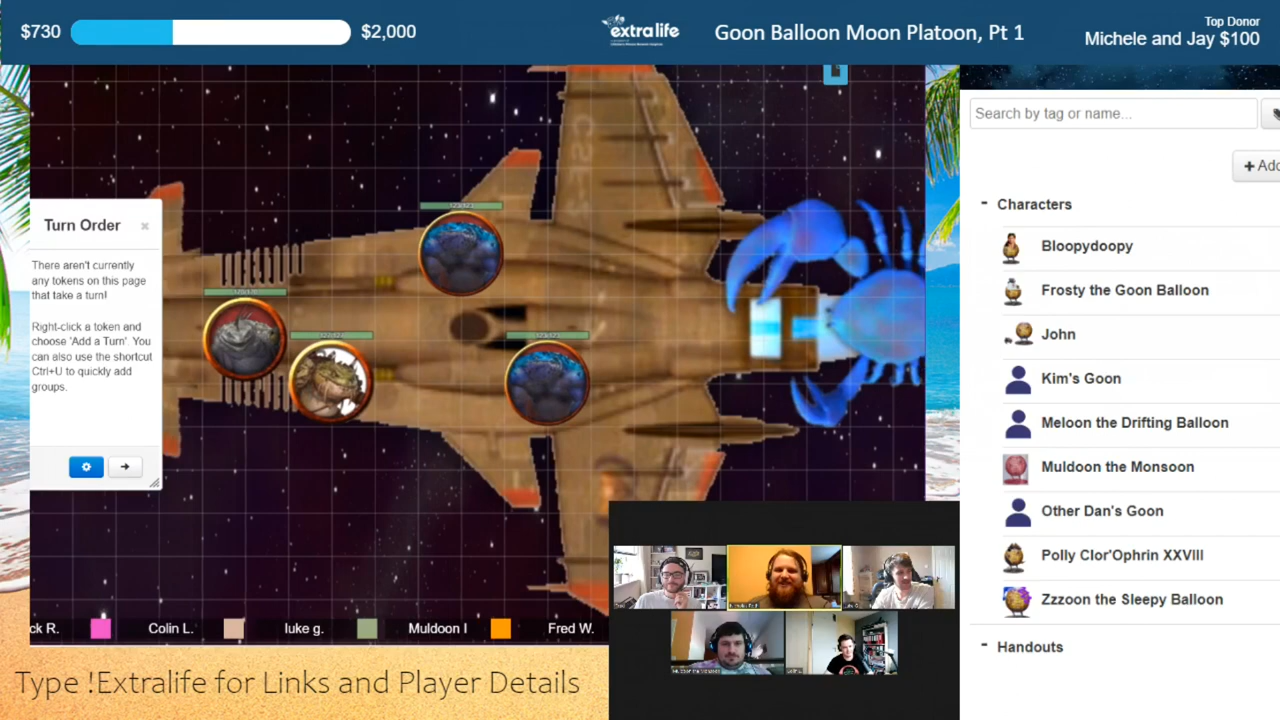 $730
$2,000
extralife
Goon Balloon Moon Platoon, Pt 1
Top Donor
Michele and Jay $100
Search by tag or name...
+ Add
Turn Order
There aren't currently
any tokens on this page
that take a turn!
Right-click a token and
choose 'Add a Turn'. You
can also use the shortcut
Ctrl+U to quickly add
groups.
Characters
Bloopydoopy
Frosty the Goon Balloon
John
Kim's Goon
Meloon the Drifting Balloon
Muldoon the Monsoon
Other Dan's Goon
Polly Clor'Ophrin XXVIII
Zzzoon the Sleepy Balloon
Handouts
ck R.
Colin L.
luke g.
Muldoon I
Fred W.
Type !Extralife for Links and Player Details